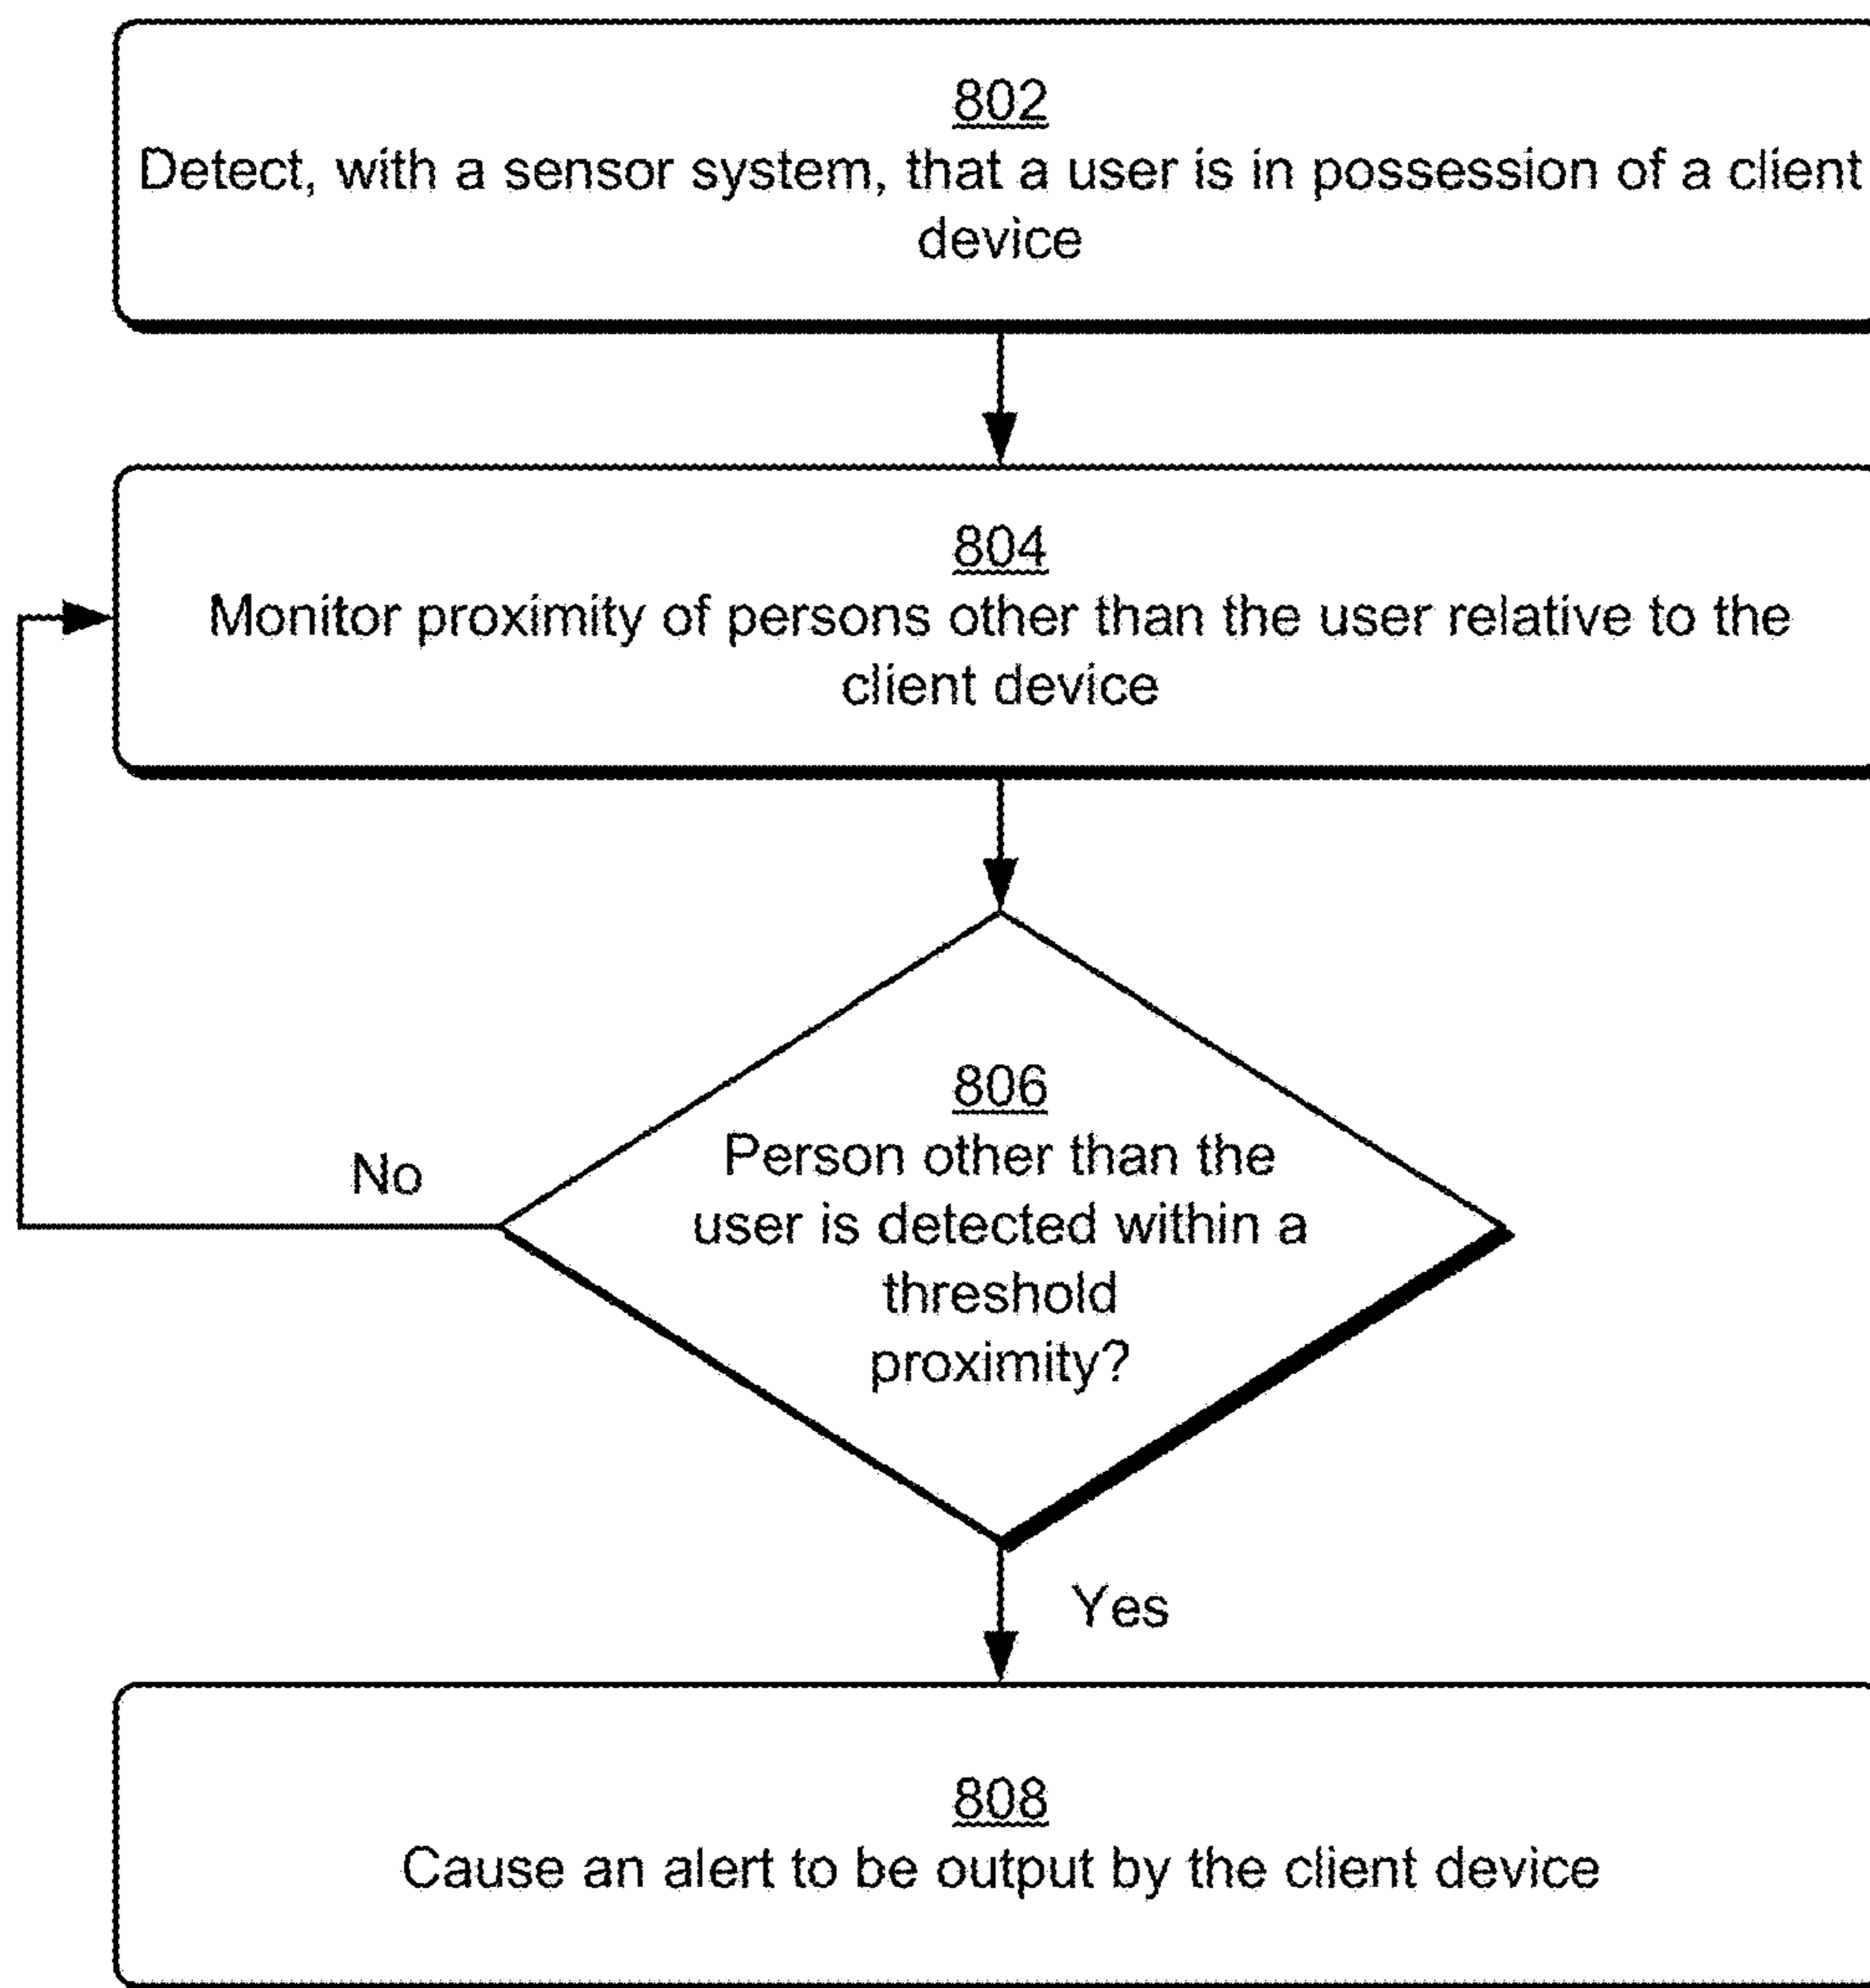 802
Detect, with a sensor system, that a user is in possession of a client
device
804
Monitor proximity of persons other than the user relative to the
client device
806
Person other than the
user is detected within a
threshold
proximity?
No
Yes
808
Cause an alert to be output by the client device